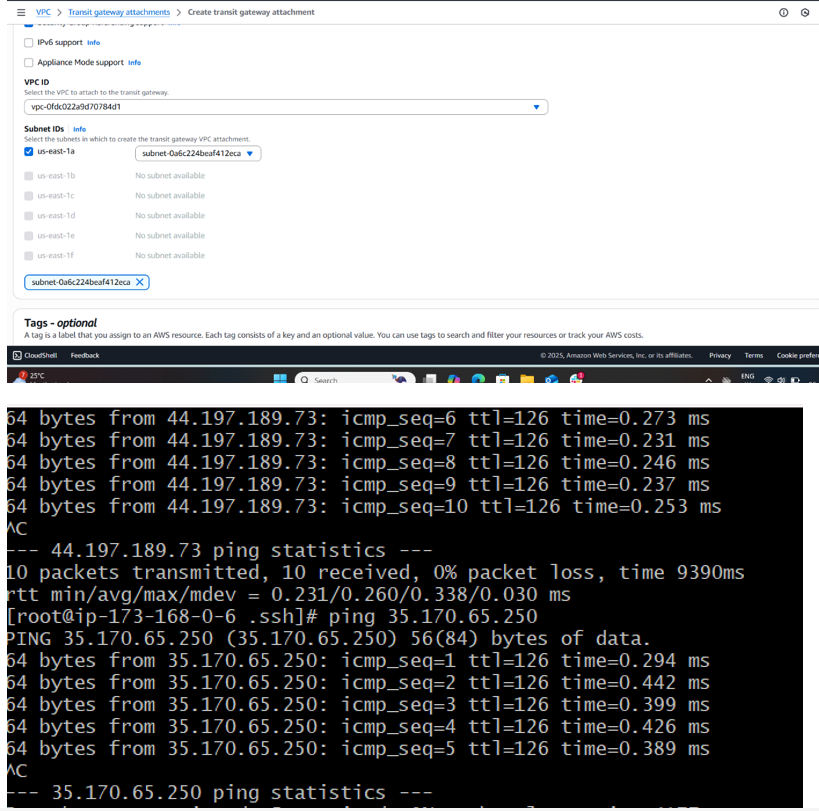 VPC > Transit gateway attachments > Create transit gateway attachment
IPv6 support Info
Appliance Mode support Info
VPC ID
Select the VPC to attach to the transit gateway.
vpc-0fdc022a9d70784d1
Subnet IDs Info
Select the subnets in which to create the transit gateway VPC attachment.
us-east-1a subnet-0a6c224beaf412eca
us-east-1b No subnet available
us-east-1c No subnet available
us-east-1d No subnet available
us-east-1e No subnet available
us-east-1f No subnet available
subnet-0a6c224beaf412eca
Tags - optional
A tag is a label that you assign to an AWS resource. Each tag consists of a key and an optional value. You can use tags to search and filter your resources or track your AWS costs.
CloudShell Feedback © 2025, Amazon Web Services, Inc. or its affiliates. Privacy Terms Cookie prefere
7 25°C Search ENG
64 bytes from 44.197.189.73: icmp_seq=6 ttl=126 time=0.273 ms
64 bytes from 44.197.189.73: icmp_seq=7 ttl=126 time=0.231 ms
64 bytes from 44.197.189.73: icmp_seq=8 ttl=126 time=0.246 ms
64 bytes from 44.197.189.73: icmp_seq=9 ttl=126 time=0.237 ms
64 bytes from 44.197.189.73: icmp_seq=10 ttl=126 time=0.253 ms
^C
--- 44.197.189.73 ping statistics ---
10 packets transmitted, 10 received, 0% packet loss, time 9390ms
rtt min/avg/max/mdev = 0.231/0.260/0.338/0.030 ms
[root@ip-173-168-0-6 .ssh]# ping 35.170.65.250
PING 35.170.65.250 (35.170.65.250) 56(84) bytes of data.
64 bytes from 35.170.65.250: icmp_seq=1 ttl=126 time=0.294 ms
64 bytes from 35.170.65.250: icmp_seq=2 ttl=126 time=0.442 ms
64 bytes from 35.170.65.250: icmp_seq=3 ttl=126 time=0.399 ms
64 bytes from 35.170.65.250: icmp_seq=4 ttl=126 time=0.426 ms
64 bytes from 35.170.65.250: icmp_seq=5 ttl=126 time=0.389 ms
^C
--- 35.170.65.250 ping statistics ---